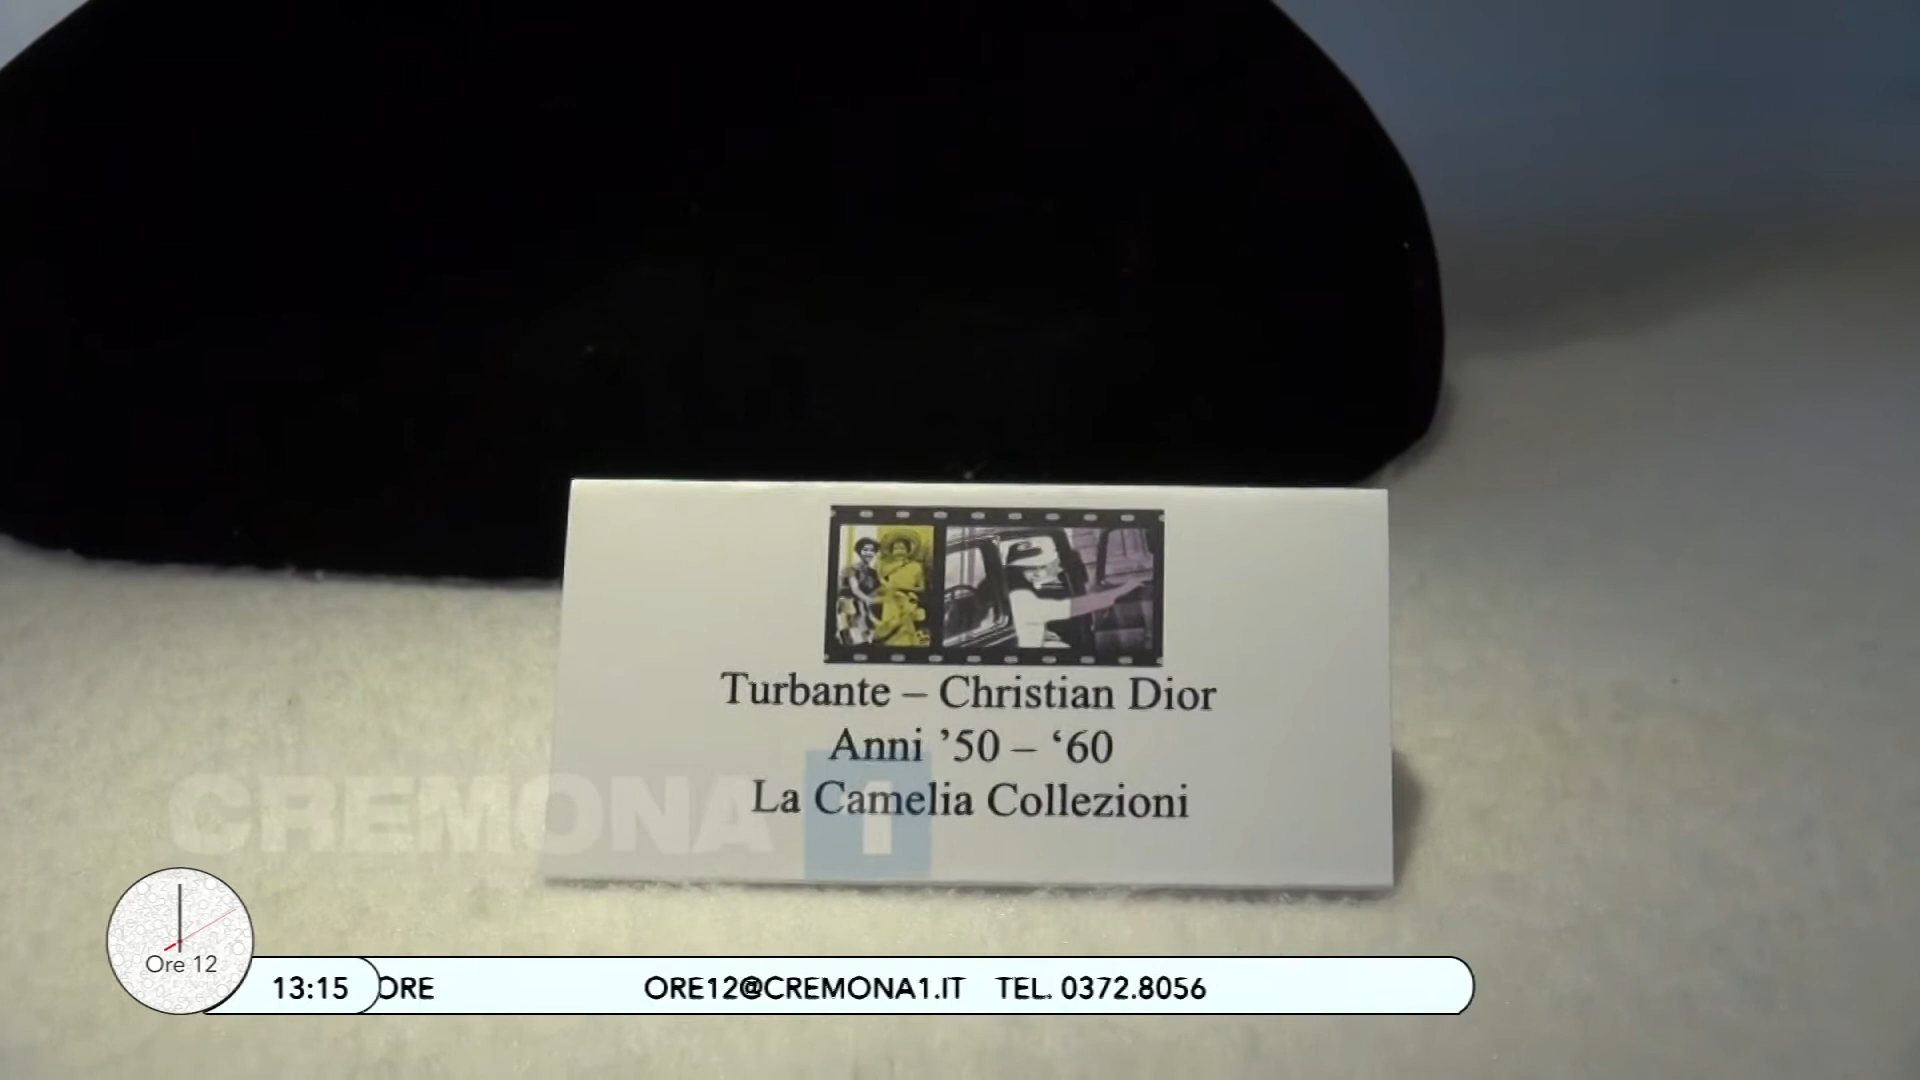 Turbante – Christian Dior
Anni ’50 – ‘60
La Camelia Collezioni
CREMONA 1
Ore 12
13:15 ORE ORE12@CREMONA1.IT TEL. 0372.8056